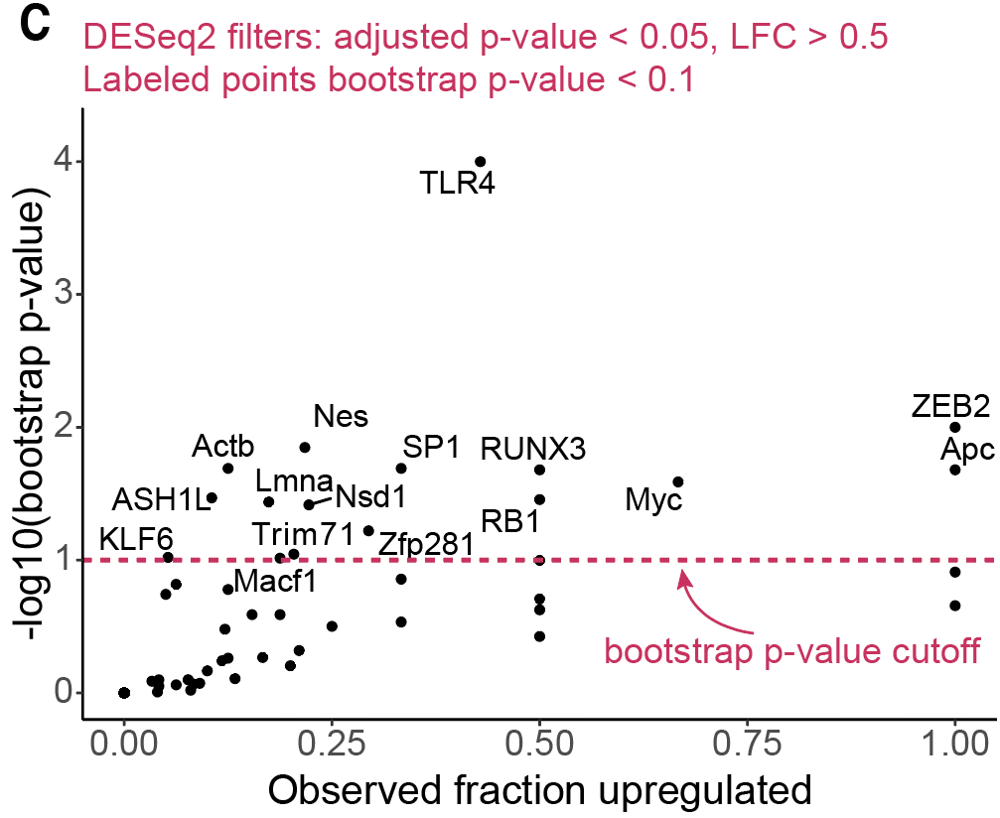 C
DESeq2 filters: adjusted p-value < 0.05, LFC > 0.5
Labeled points bootstrap p-value < 0.1
-log10(bootstrap p-value)
4
3
2
1
0
TLR4
ZEB2
Nes
Actb
SP1
RUNX3
Apc
Lmna
Nsd1
ASH1L
Myc
RB1
KLF6
Trim71
Zfp281
Macf1
bootstrap p-value cutoff
0.00 0.25 0.50 0.75 1.00
Observed fraction upregulated